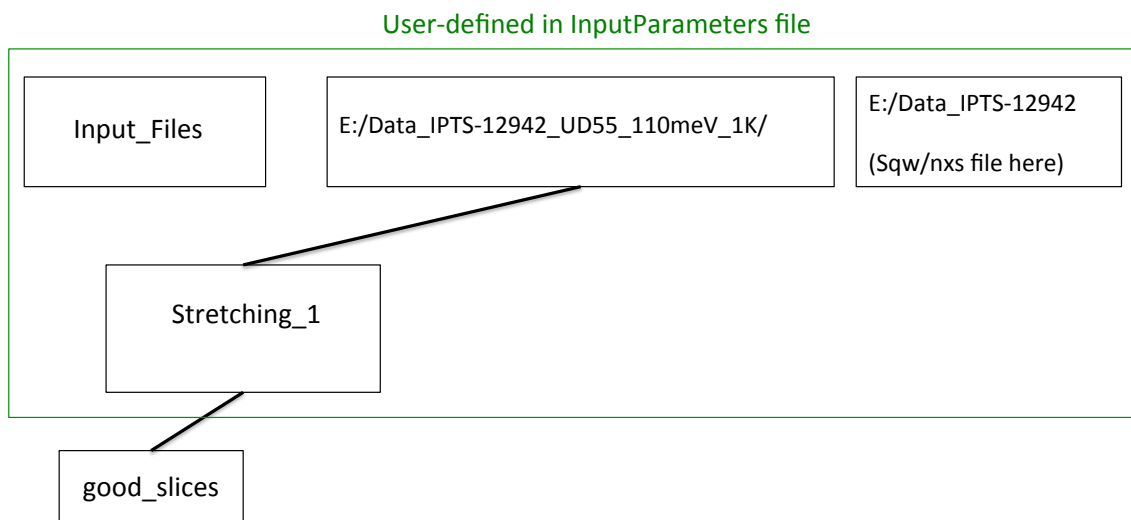 User-defined in InputParameters file
Input_Files
E:/Data_IPTS-12942_UD55_110meV_1K/
E:/Data_IPTS-12942
(Sqw/nxs file here)
Stretching_1
good_slices